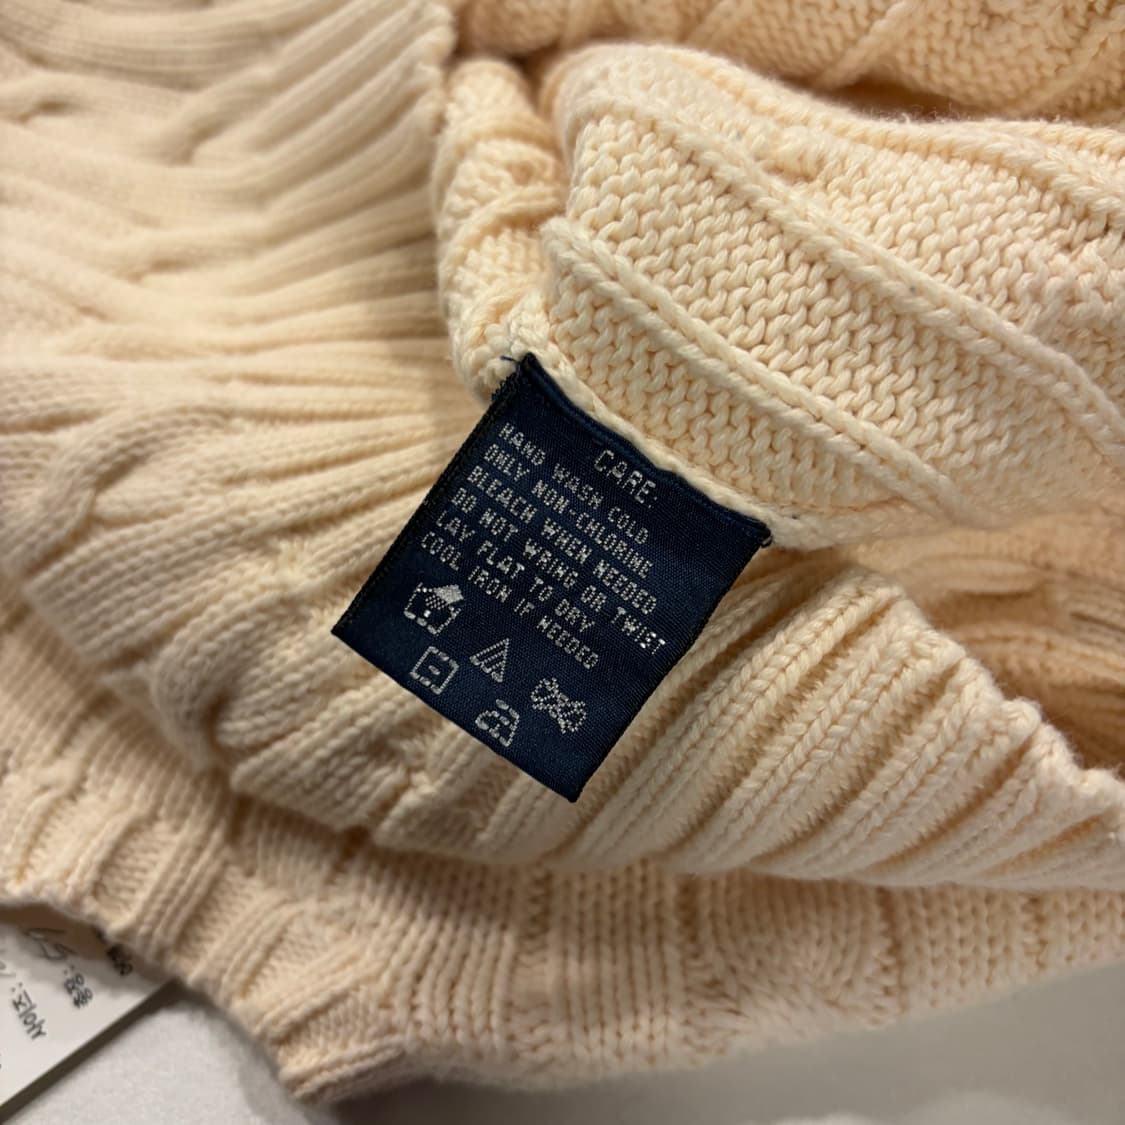 CARE:
HAND WASH COLD
ONLY NON-CHLORINE
BLEACH WHEN NEEDED
DO NOT WRING OR TWIST
LAY FLAT TO DRY
COOL IRON IF NEEDED